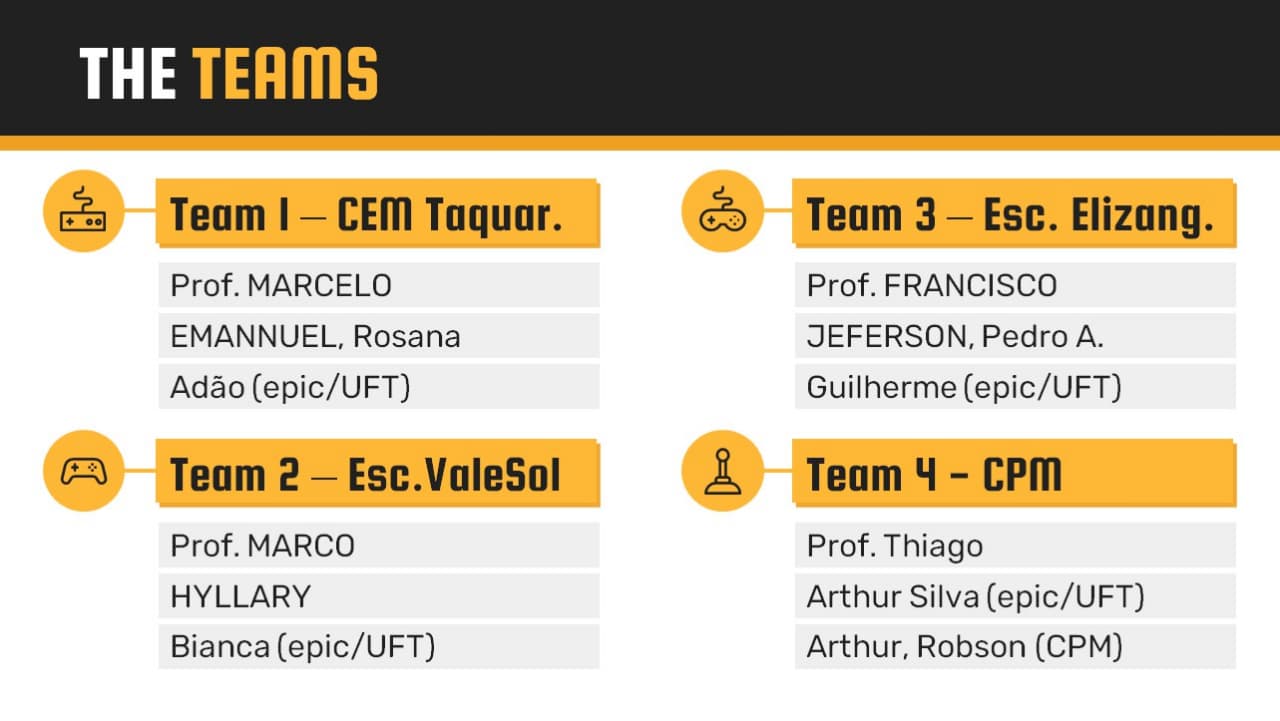 THE TEAMS
Team 1 – CEM Taquar.
Prof. MARCELO
EMANNUEL, Rosana
Adão (epic/UFT)
Team 2 – Esc.ValeSol
Prof. MARCO
HYLLARY
Bianca (epic/UFT)
Team 3 – Esc. Elizang.
Prof. FRANCISCO
JEFERSON, Pedro A.
Guilherme (epic/UFT)
Team 4 - CPM
Prof. Thiago
Arthur Silva (epic/UFT)
Arthur, Robson (CPM)